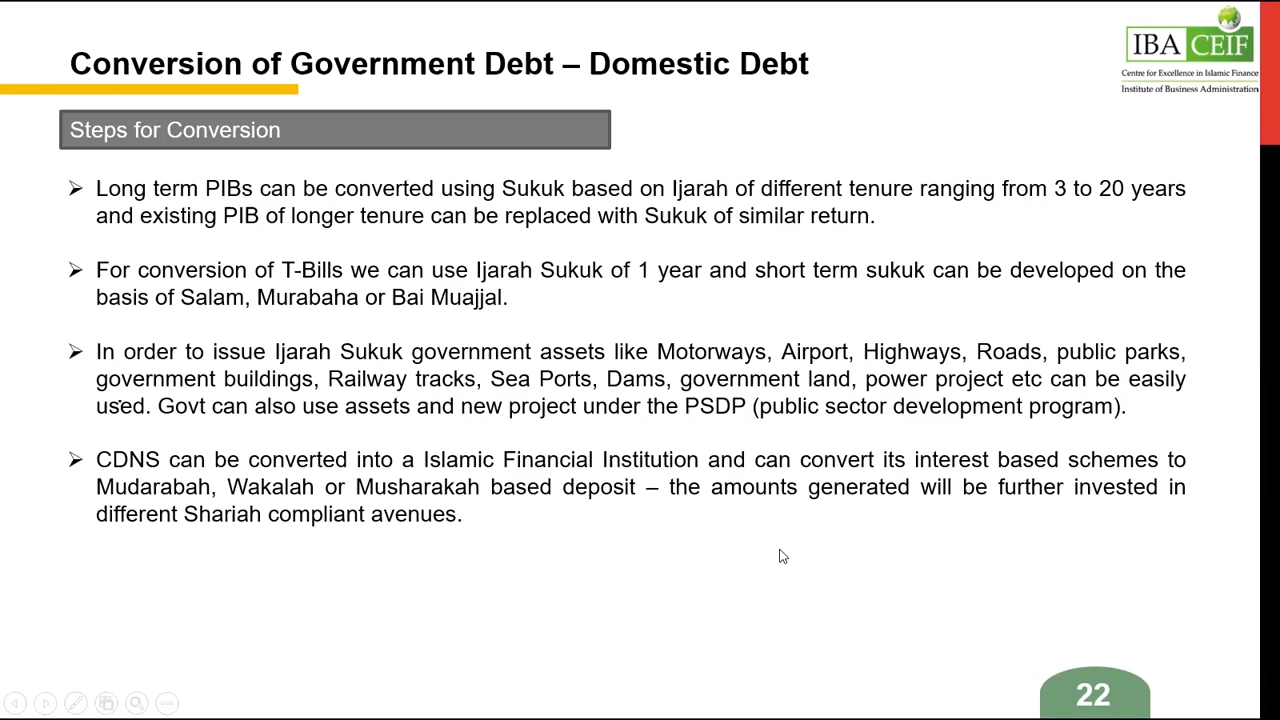 Conversion of Government Debt – Domestic Debt
IBA CEIF
Centre for Excellence in Islamic Finance
Institute of Business Administration
Steps for Conversion
➢ Long term PIBs can be converted using Sukuk based on Ijarah of different tenure ranging from 3 to 20 years
and existing PIB of longer tenure can be replaced with Sukuk of similar return.
➢ For conversion of T-Bills we can use Ijarah Sukuk of 1 year and short term sukuk can be developed on the
basis of Salam, Murabaha or Bai Muajjal.
➢ In order to issue Ijarah Sukuk government assets like Motorways, Airport, Highways, Roads, public parks,
government buildings, Railway tracks, Sea Ports, Dams, government land, power project etc can be easily
used. Govt can also use assets and new project under the PSDP (public sector development program).
➢ CDNS can be converted into a Islamic Financial Institution and can convert its interest based schemes to
Mudarabah, Wakalah or Musharakah based deposit – the amounts generated will be further invested in
different Shariah compliant avenues.
22